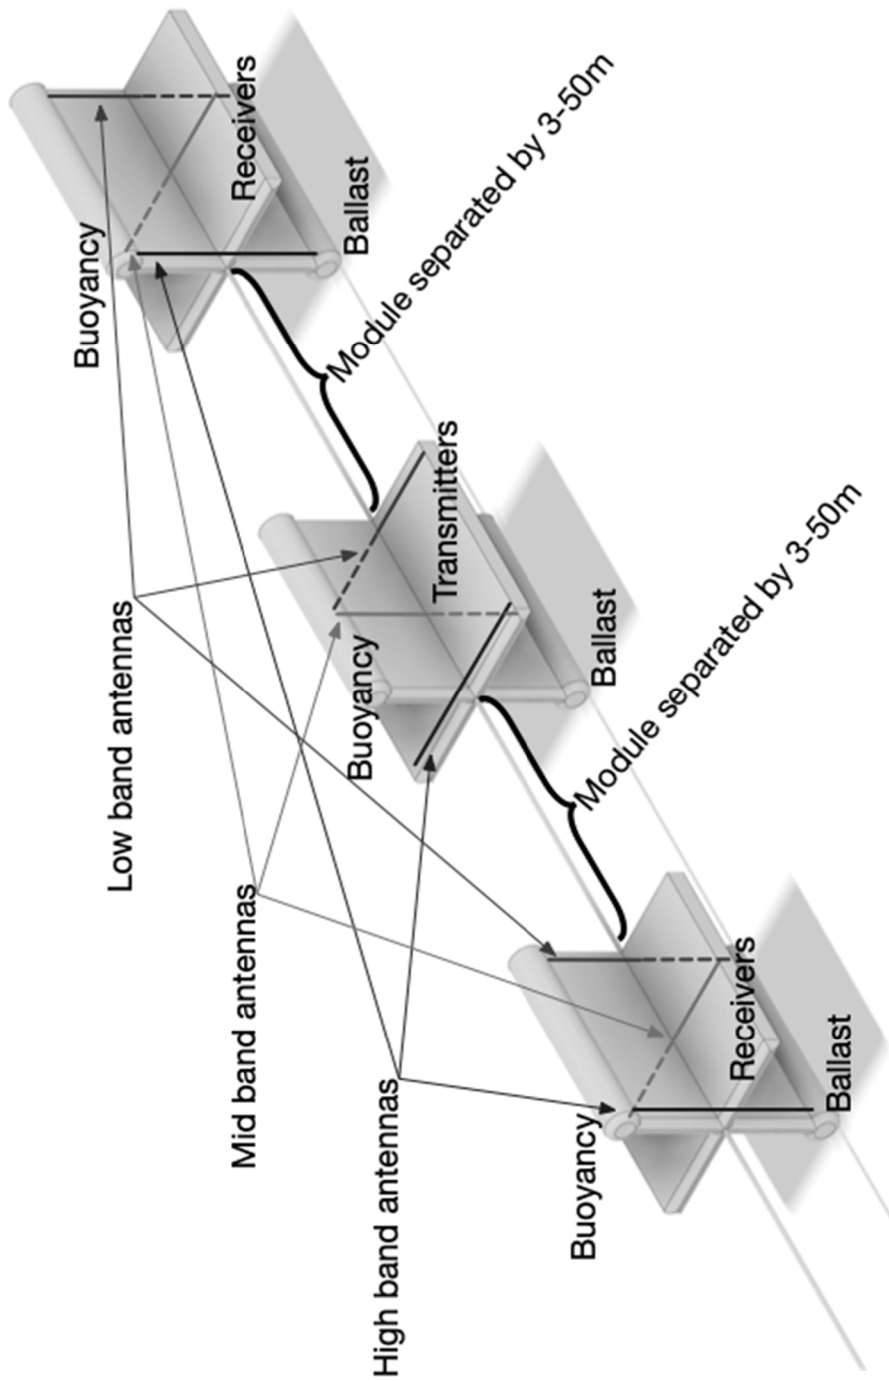 Low band antennas
Mid band antennas
High band antennas
Buoyancy
Receivers
Ballast
Module separated by 3-50m
Buoyancy
Transmitters
Ballast
Module separated by 3-50m
Buoyancy
Receivers
Ballast